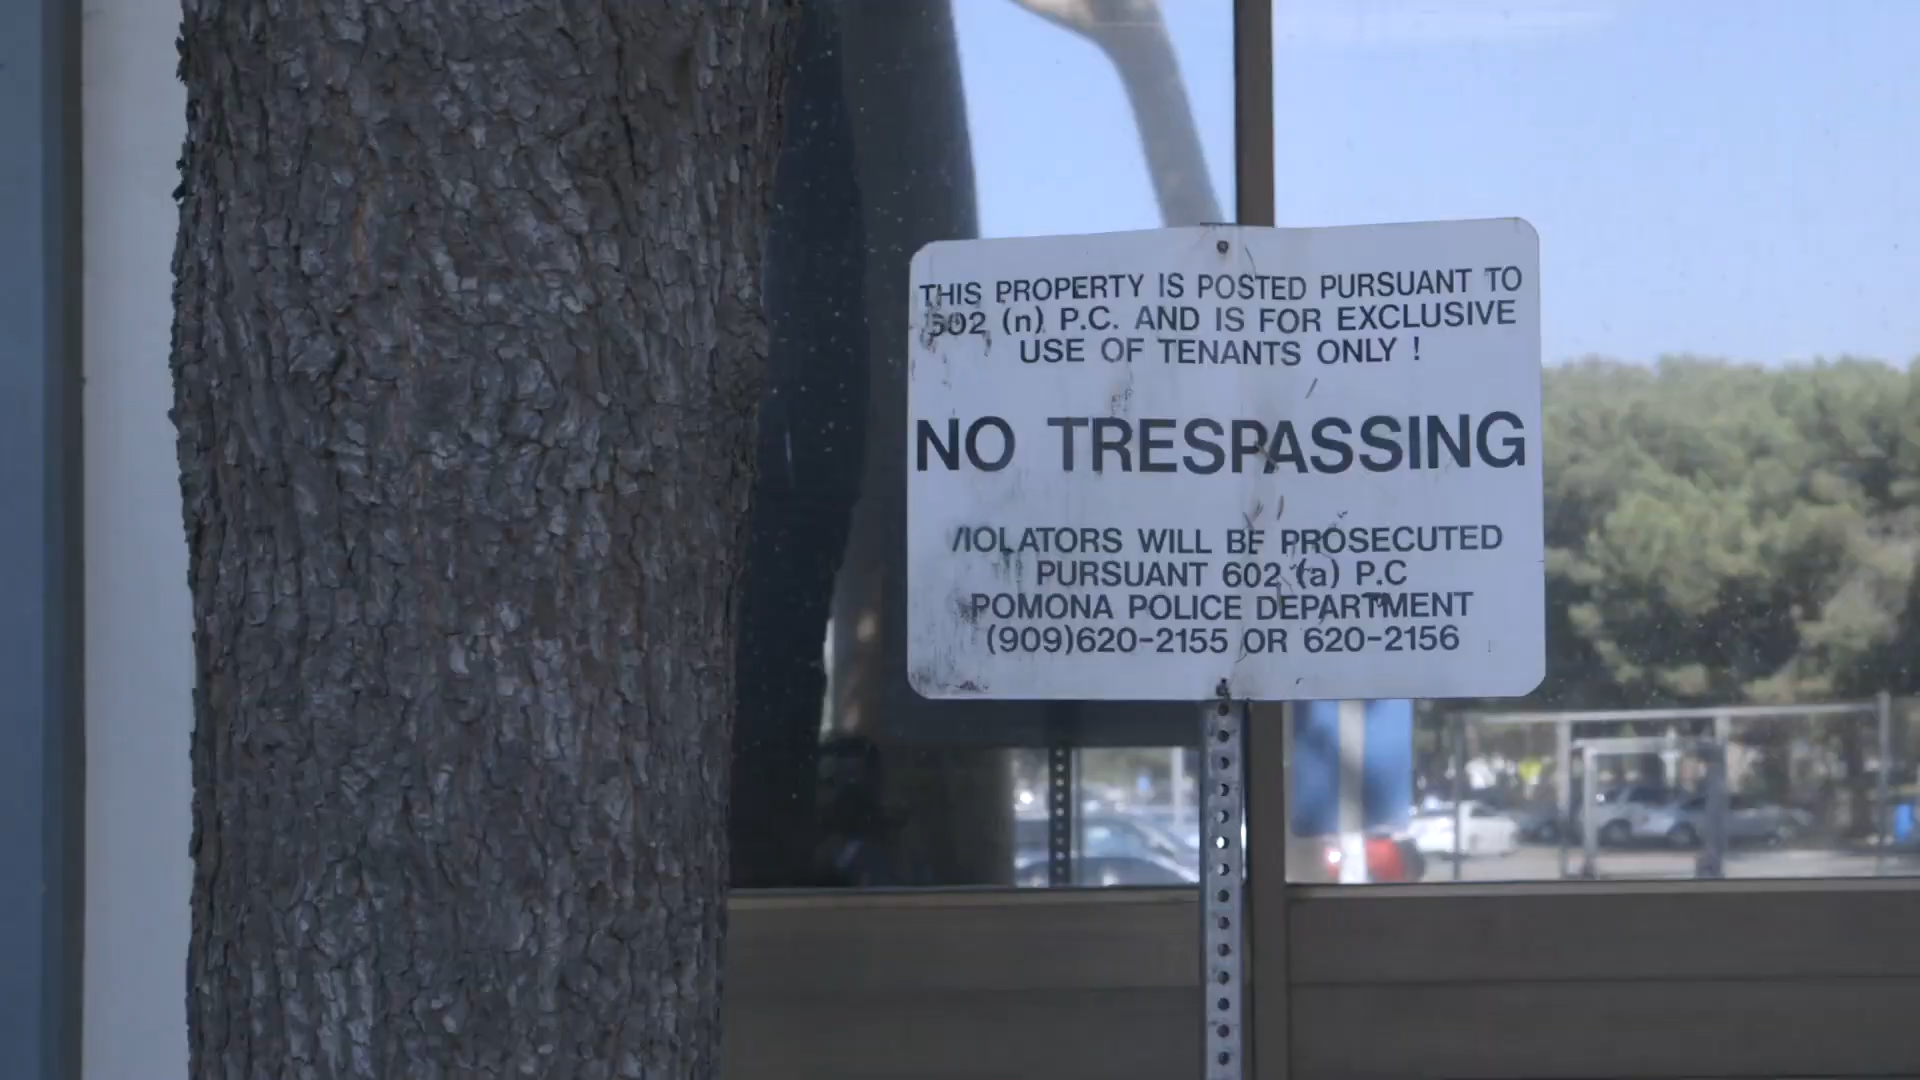 THIS PROPERTY IS POSTED PURSUANT TO
602 (n) P.C. AND IS FOR EXCLUSIVE
USE OF TENANTS ONLY !
NO TRESPASSING
VIOLATORS WILL BE PROSECUTED
PURSUANT 602 (a) P.C
POMONA POLICE DEPARTMENT
(909)620-2155 OR 620-2156